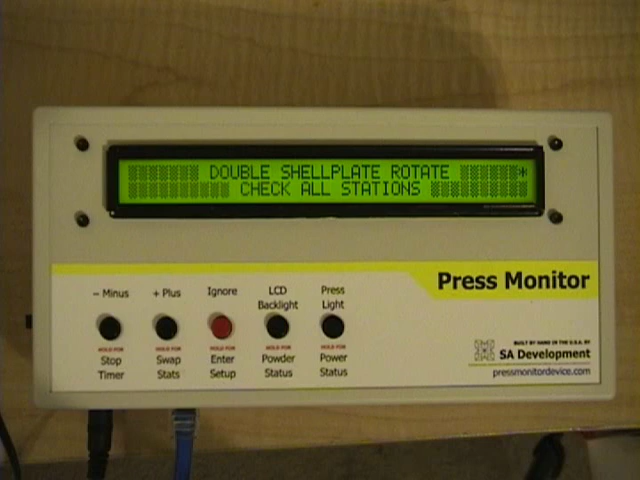 DOUBLE SHELLPLATE ROTATE *
CHECK ALL STATIONS
Press Monitor
- Minus
+ Plus
Ignore
LCD Backlight
Press Light
HOLD FOR Stop Timer
HOLD FOR Swap Stats
HOLD FOR Enter Setup
HOLD FOR Powder Status
HOLD FOR Power Status
BUILT BY HAND IN THE U.S.A. BY
SA Development
pressmonitordevice.com